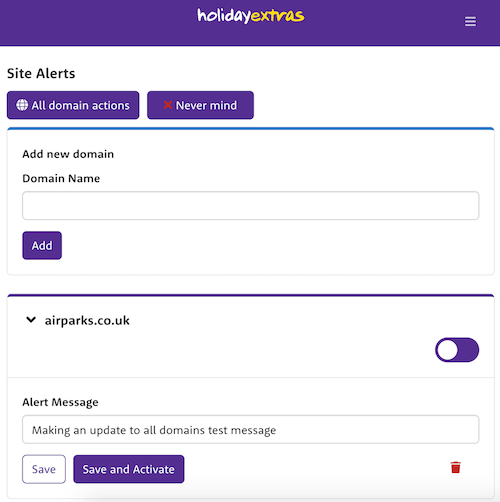 holidayextras
Site Alerts
All domain actions
Never mind
Add new domain
Domain Name
Add
airparks.co.uk
Alert Message
Making an update to all domains test message
Save
Save and Activate